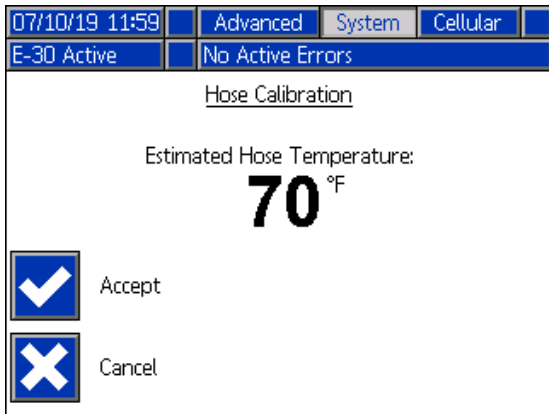 07/10/19 11:59 Advanced System Cellular
E-30 Active No Active Errors
Hose Calibration
Estimated Hose Temperature:
70 °F
Accept
Cancel